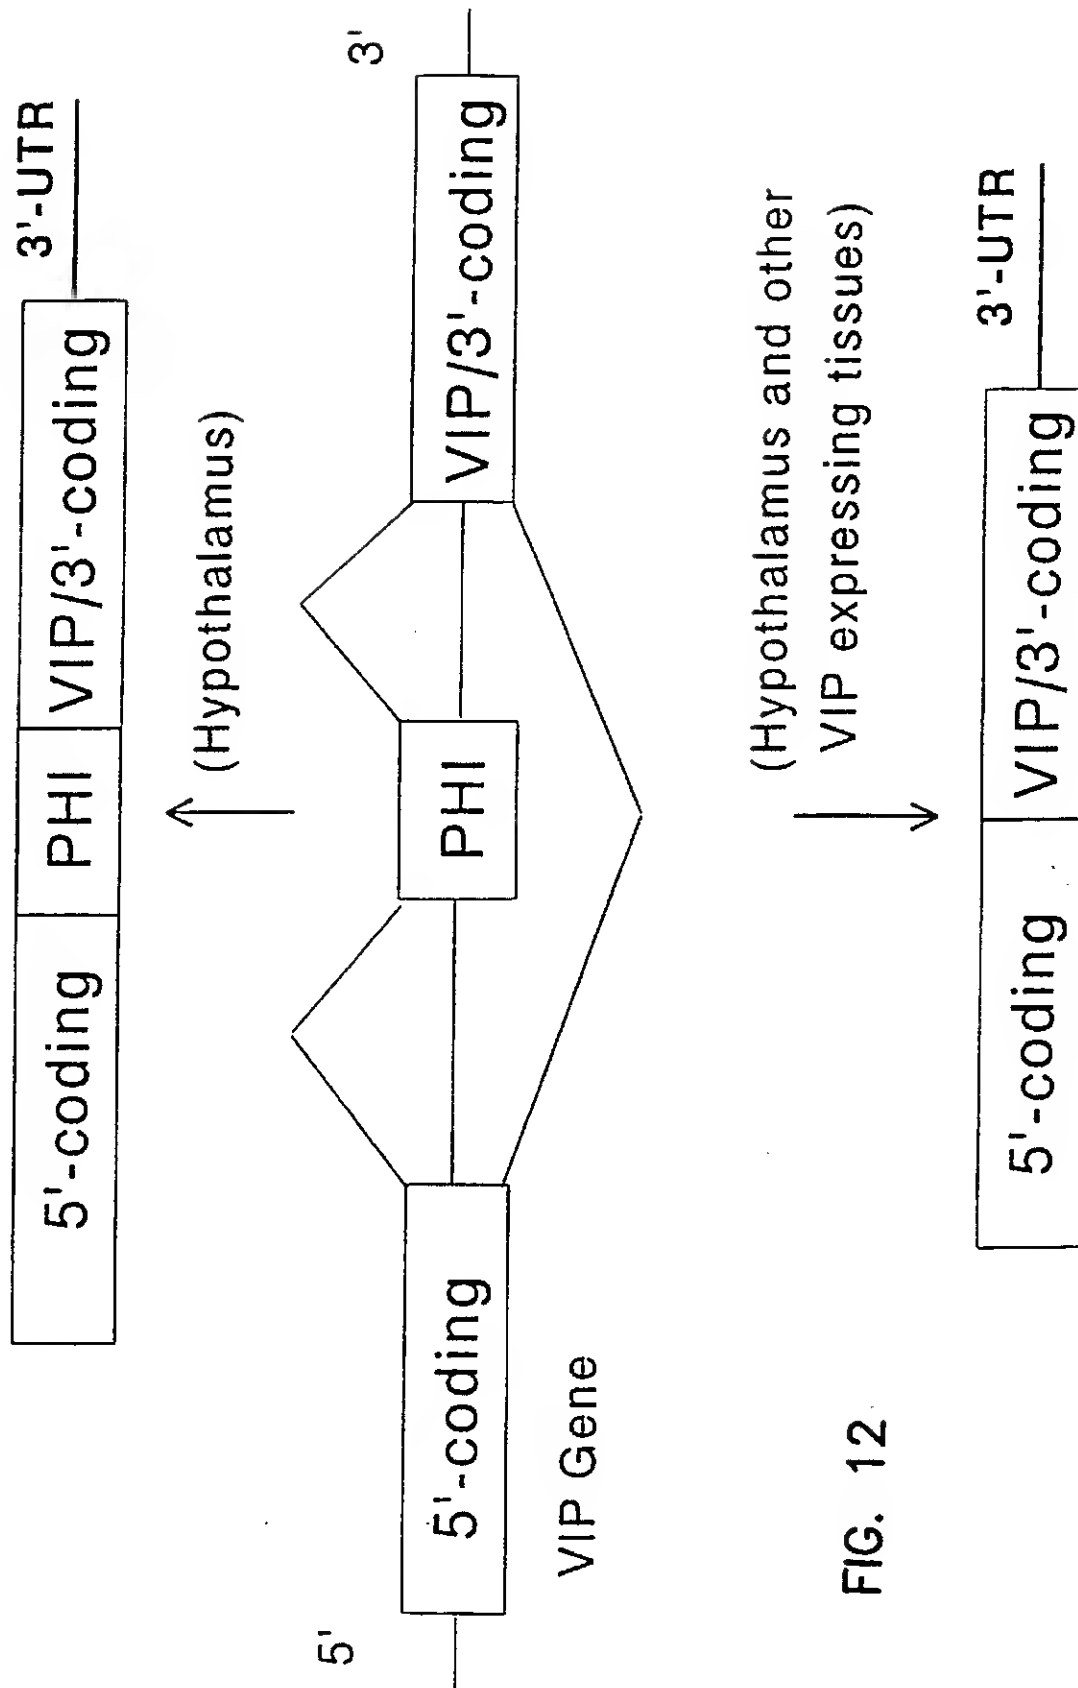 3'-UTR
5'-coding PHI VIP/3'-coding
(Hypothalamus)
5' 3'
5'-coding PHI VIP/3'-coding
VIP Gene
(Hypothalamus and other
VIP expressing tissues)
3'-UTR
5'-coding VIP/3'-coding
FIG. 12